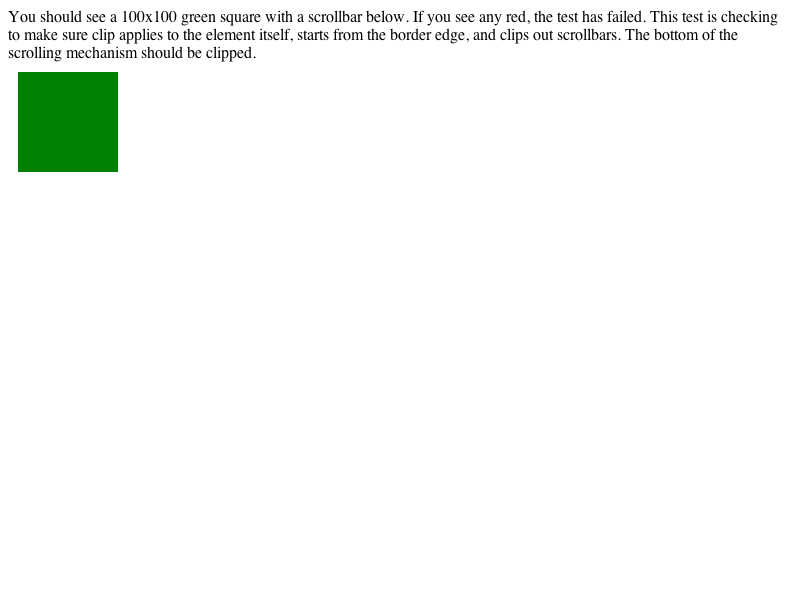 You should see a 100x100 green square with a scrollbar below. If you see any red, the test has failed. This test is checking
to make sure clip applies to the element itself, starts from the border edge, and clips out scrollbars. The bottom of the
scrolling mechanism should be clipped.